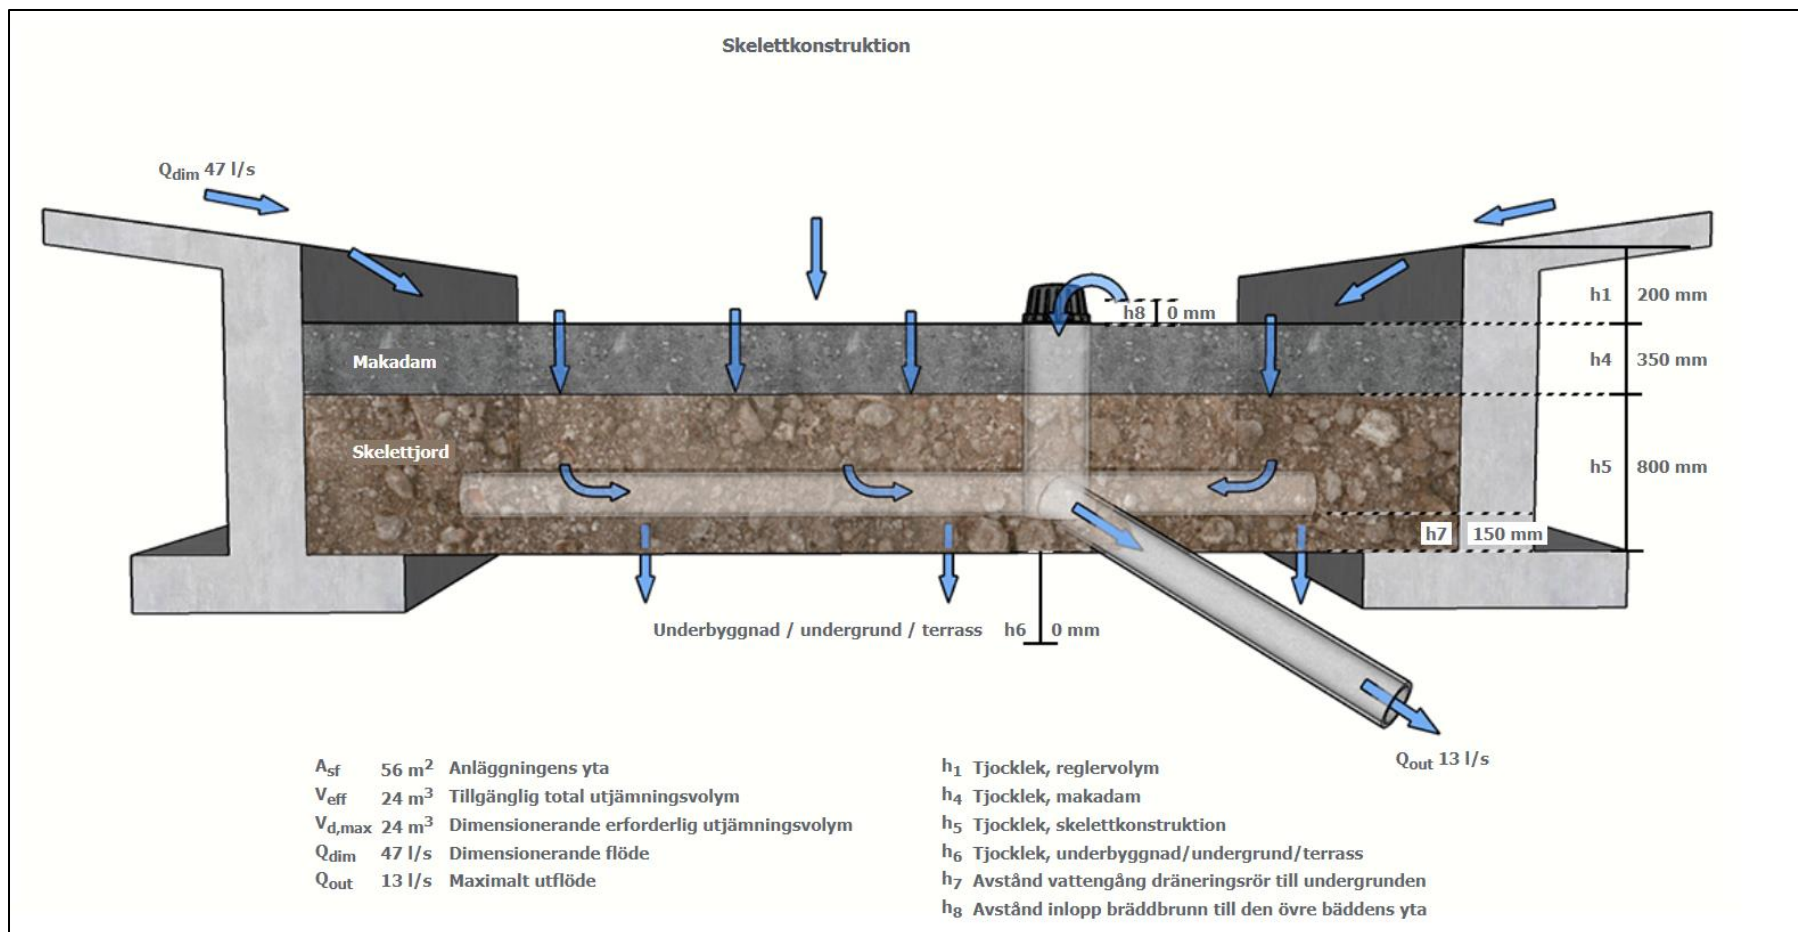 Skelettkonstruktion
Qdim 47 l/s
h8 0 mm
h1 200 mm
Makadam
h4 350 mm
Skelettjord
h5 800 mm
h7 150 mm
Underbyggnad / undergrund / terrass h6 0 mm
Qout 13 l/s
Asf 56 m² Anläggningens yta
Veff 24 m³ Tillgänglig total utjämningsvolym
Vd,max 24 m³ Dimensionerande erforderlig utjämningsvolym
Qdim 47 l/s Dimensionerande flöde
Qout 13 l/s Maximalt utflöde
h1 Tjocklek, reglervolym
h4 Tjocklek, makadam
h5 Tjocklek, skelettkonstruktion
h6 Tjocklek, underbyggnad/undergrund/terrass
h7 Avstånd vattengång dräneringsrör till undergrunden
h8 Avstånd inlopp bräddbrunn till den övre bäddens yta